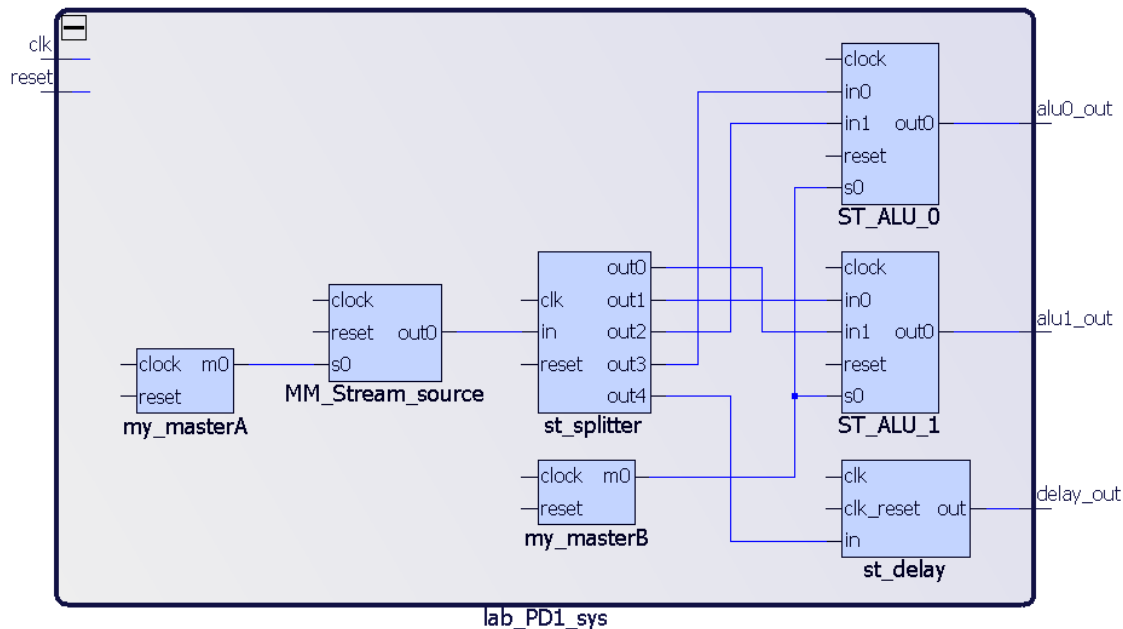 clk
reset
clock
in0
in1 out0
reset
s0
ST_ALU_0
alu0_out
clock
in0
in1 out0
reset
s0
ST_ALU_1
alu1_out
out0
clk out1
in out2
reset out3
out4
st_splitter
clock
reset out0
s0
MM_Stream_source
clock m0
reset
my_masterA
clock m0
reset
my_masterB
clk
clk_reset out
in
st_delay
delay_out
lab_PD1_sys